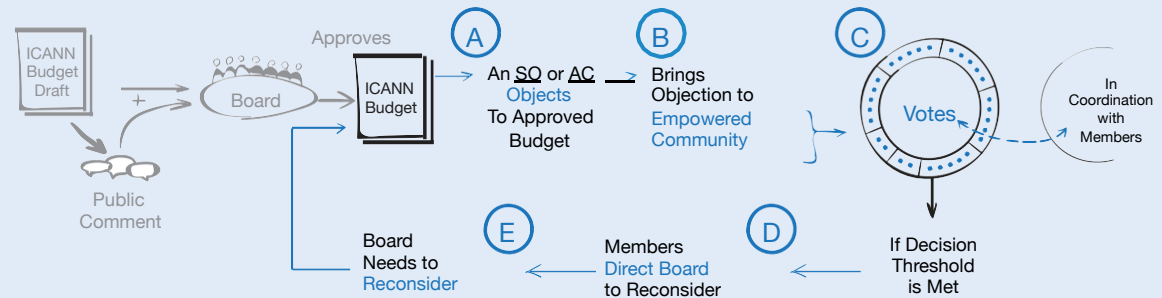 ICANN
Budget
Draft
+
Public
Comment
Board
Approves
ICANN
Budget
A
An SO or AC
Objects
To Approved
Budget
B
Brings
Objection to
Empowered
Community
C
Votes
In
Coordination
with
Members
If Decision
Threshold
is Met
D
Members
Direct Board
to Reconsider
E
Board
Needs to
Reconsider